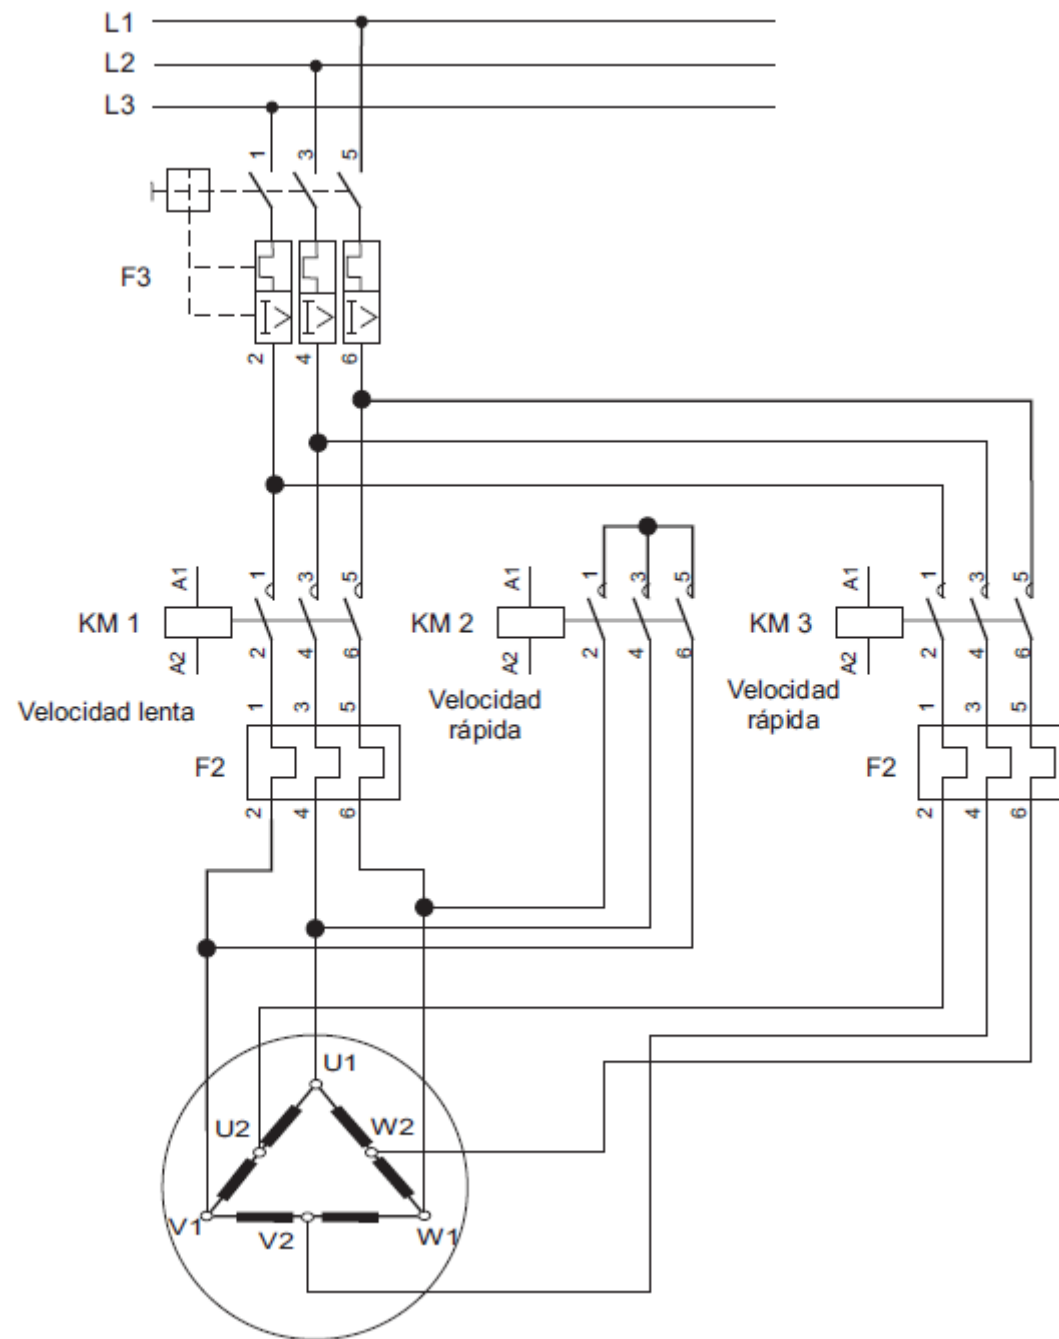 L1
L2
L3
1 3 5
F3
2 4 6
A1 1 3 5
KM 1
A2 2 4 6
Velocidad lenta
A1 1 3 5
KM 2
A2 2 4 6
Velocidad
rápida
A1 1 3 5
KM 3
A2 2 4 6
Velocidad
rápida
1 3 5
F2
2 4 6
1 3 5
F2
2 4 6
U1
U2 W2
V1 V2 W1